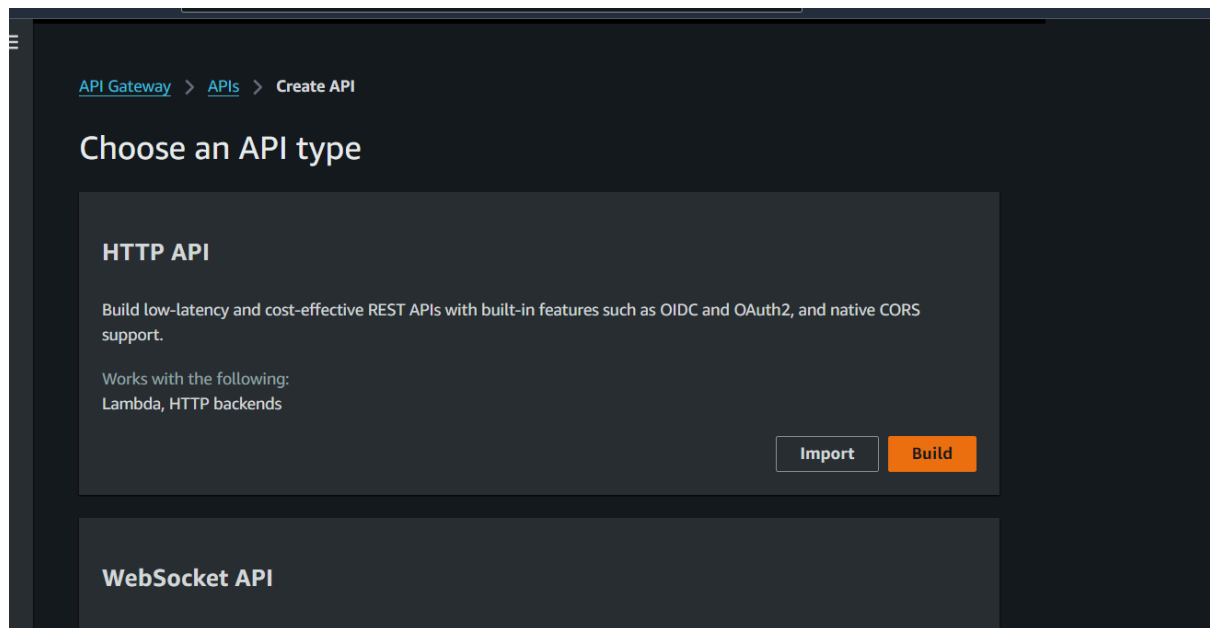 API Gateway > APIs > Create API
Choose an API type
HTTP API
Build low-latency and cost-effective REST APIs with built-in features such as OIDC and OAuth2, and native CORS
support.
Works with the following:
Lambda, HTTP backends
Import Build
WebSocket API